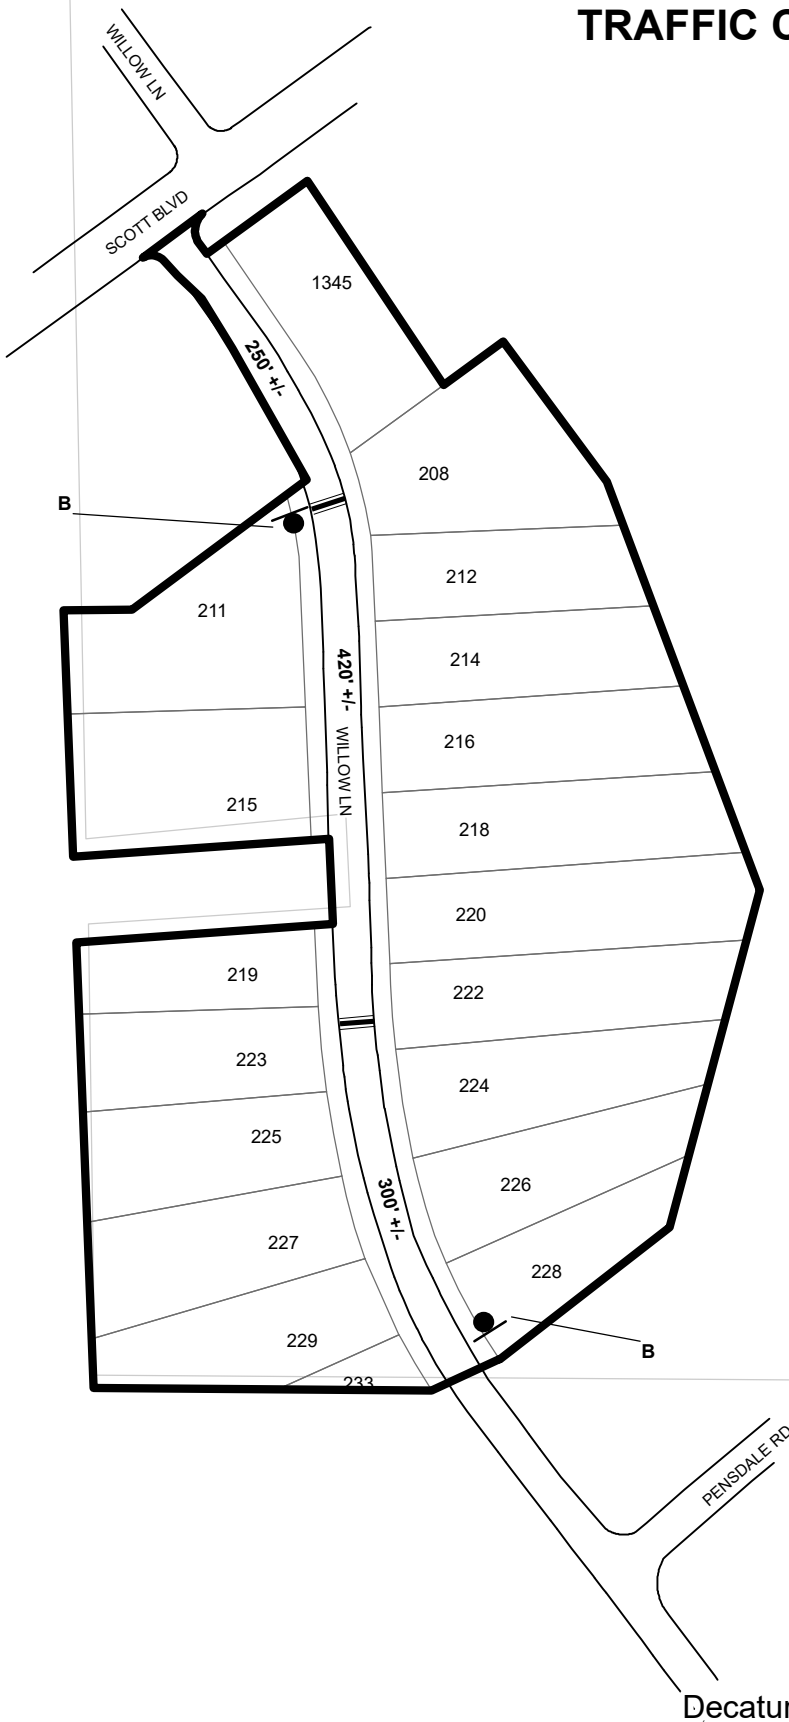 TRAFFIC C
WILLOW LN
SCOTT BLVD
1345
250' +/-
208
B
212
211
420' +/-
214
WILLOW LN
216
215
218
220
219
222
223
224
225
300' +/-
226
227
228
229
B
233
PENSDALE RD
Decatur